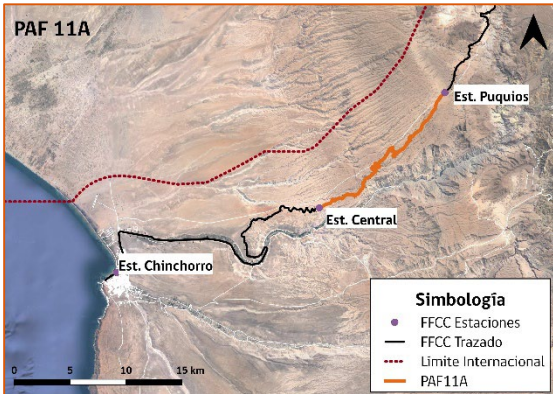 PAF 11A
Est. Puquios
Est. Central
Est. Chinchorro
0 5 10 15 km
Simbología
FFCC Estaciones
FFCC Trazado
Limite Internacional
PAF11A